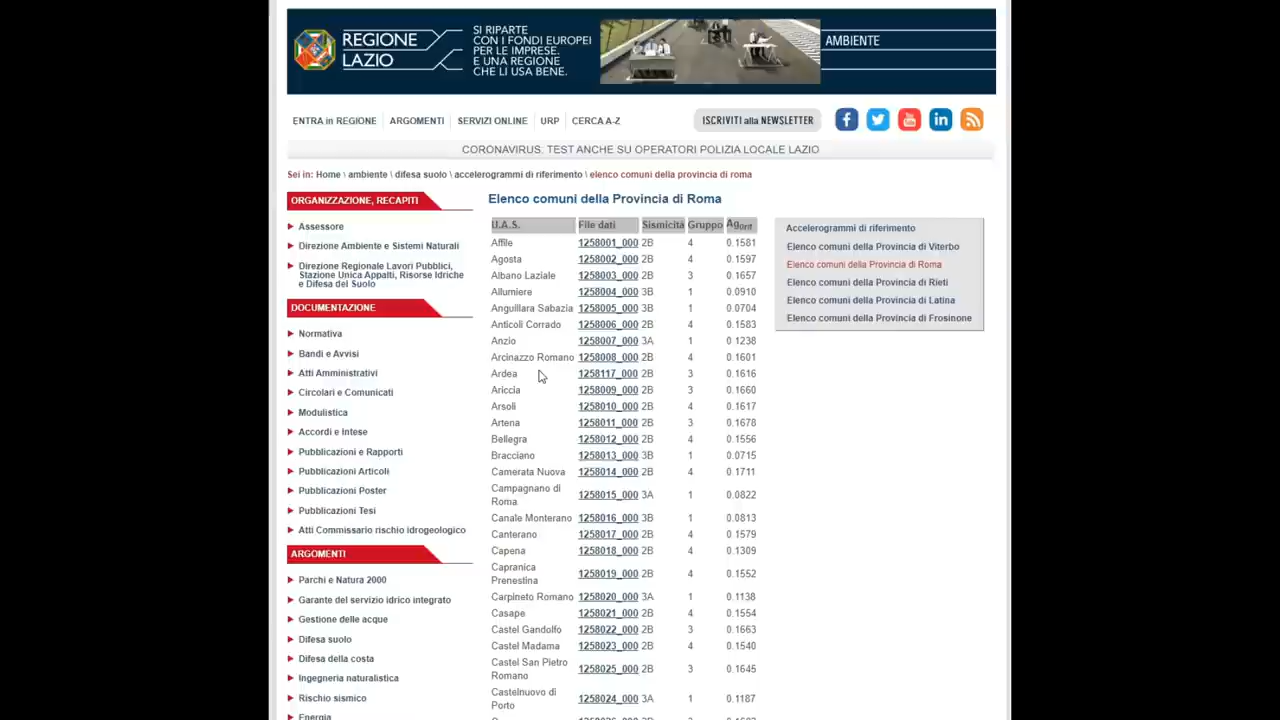 REGIONE
LAZIO
SI RIPARTE
CON I FONDI EUROPEI
PER LE IMPRESE.
E UNA REGIONE
CHE LI USA BENE.
AMBIENTE
ENTRA in REGIONE ARGOMENTI SERVIZI ONLINE URP CERCA A-Z
ISCRIVITI alla NEWSLETTER
CORONAVIRUS: TEST ANCHE SU OPERATORI POLIZIA LOCALE LAZIO
Sei in: Home \ ambiente \ difesa suolo \ accelerogrammi di riferimento \ elenco comuni della provincia di roma
ORGANIZZAZIONE, RECAPITI
Assessore
Direzione Ambiente e Sistemi Naturali
Direzione Regionale Lavori Pubblici,
Stazione Unica Appalti, Risorse Idriche
e Difesa del Suolo
DOCUMENTAZIONE
Normativa
Bandi e Avvisi
Atti Amministrativi
Circolari e Comunicati
Modulistica
Accordi e Intese
Pubblicazioni e Rapporti
Pubblicazioni Articoli
Pubblicazioni Poster
Pubblicazioni Tesi
Atti Commissario rischio idrogeologico
ARGOMENTI
Parchi e Natura 2000
Garante del servizio idrico integrato
Gestione delle acque
Difesa suolo
Difesa della costa
Ingegneria naturalistica
Rischio sismico
Energia
Elenco comuni della Provincia di Roma
U.A.S. File dati Sismicità Gruppo Ag0rif
Affile 1258001_000 2B 4 0.1581
Agosta 1258002_000 2B 4 0.1597
Albano Laziale 1258003_000 2B 3 0.1657
Allumiere 1258004_000 3B 1 0.0910
Anguillara Sabazia 1258005_000 3B 1 0.0704
Anticoli Corrado 1258006_000 2B 4 0.1583
Anzio 1258007_000 3A 1 0.1238
Arcinazzo Romano 1258008_000 2B 4 0.1601
Ardea 1258117_000 2B 3 0.1616
Ariccia 1258009_000 2B 3 0.1660
Arsoli 1258010_000 2B 4 0.1617
Artena 1258011_000 2B 3 0.1678
Bellegra 1258012_000 2B 4 0.1556
Bracciano 1258013_000 3B 1 0.0715
Camerata Nuova 1258014_000 2B 4 0.1711
Campagnano di
Roma 1258015_000 3A 1 0.0822
Canale Monterano 1258016_000 3B 1 0.0813
Canterano 1258017_000 2B 4 0.1579
Capena 1258018_000 2B 4 0.1309
Capranica
Prenestina 1258019_000 2B 4 0.1552
Carpineto Romano 1258020_000 3A 1 0.1138
Casape 1258021_000 2B 4 0.1554
Castel Gandolfo 1258022_000 2B 3 0.1663
Castel Madama 1258023_000 2B 4 0.1540
Castel San Pietro
Romano 1258025_000 2B 3 0.1645
Castelnuovo di
Porto 1258024_000 3A 1 0.1187
Accelerogrammi di riferimento
Elenco comuni della Provincia di Viterbo
Elenco comuni della Provincia di Roma
Elenco comuni della Provincia di Rieti
Elenco comuni della Provincia di Latina
Elenco comuni della Provincia di Frosinone